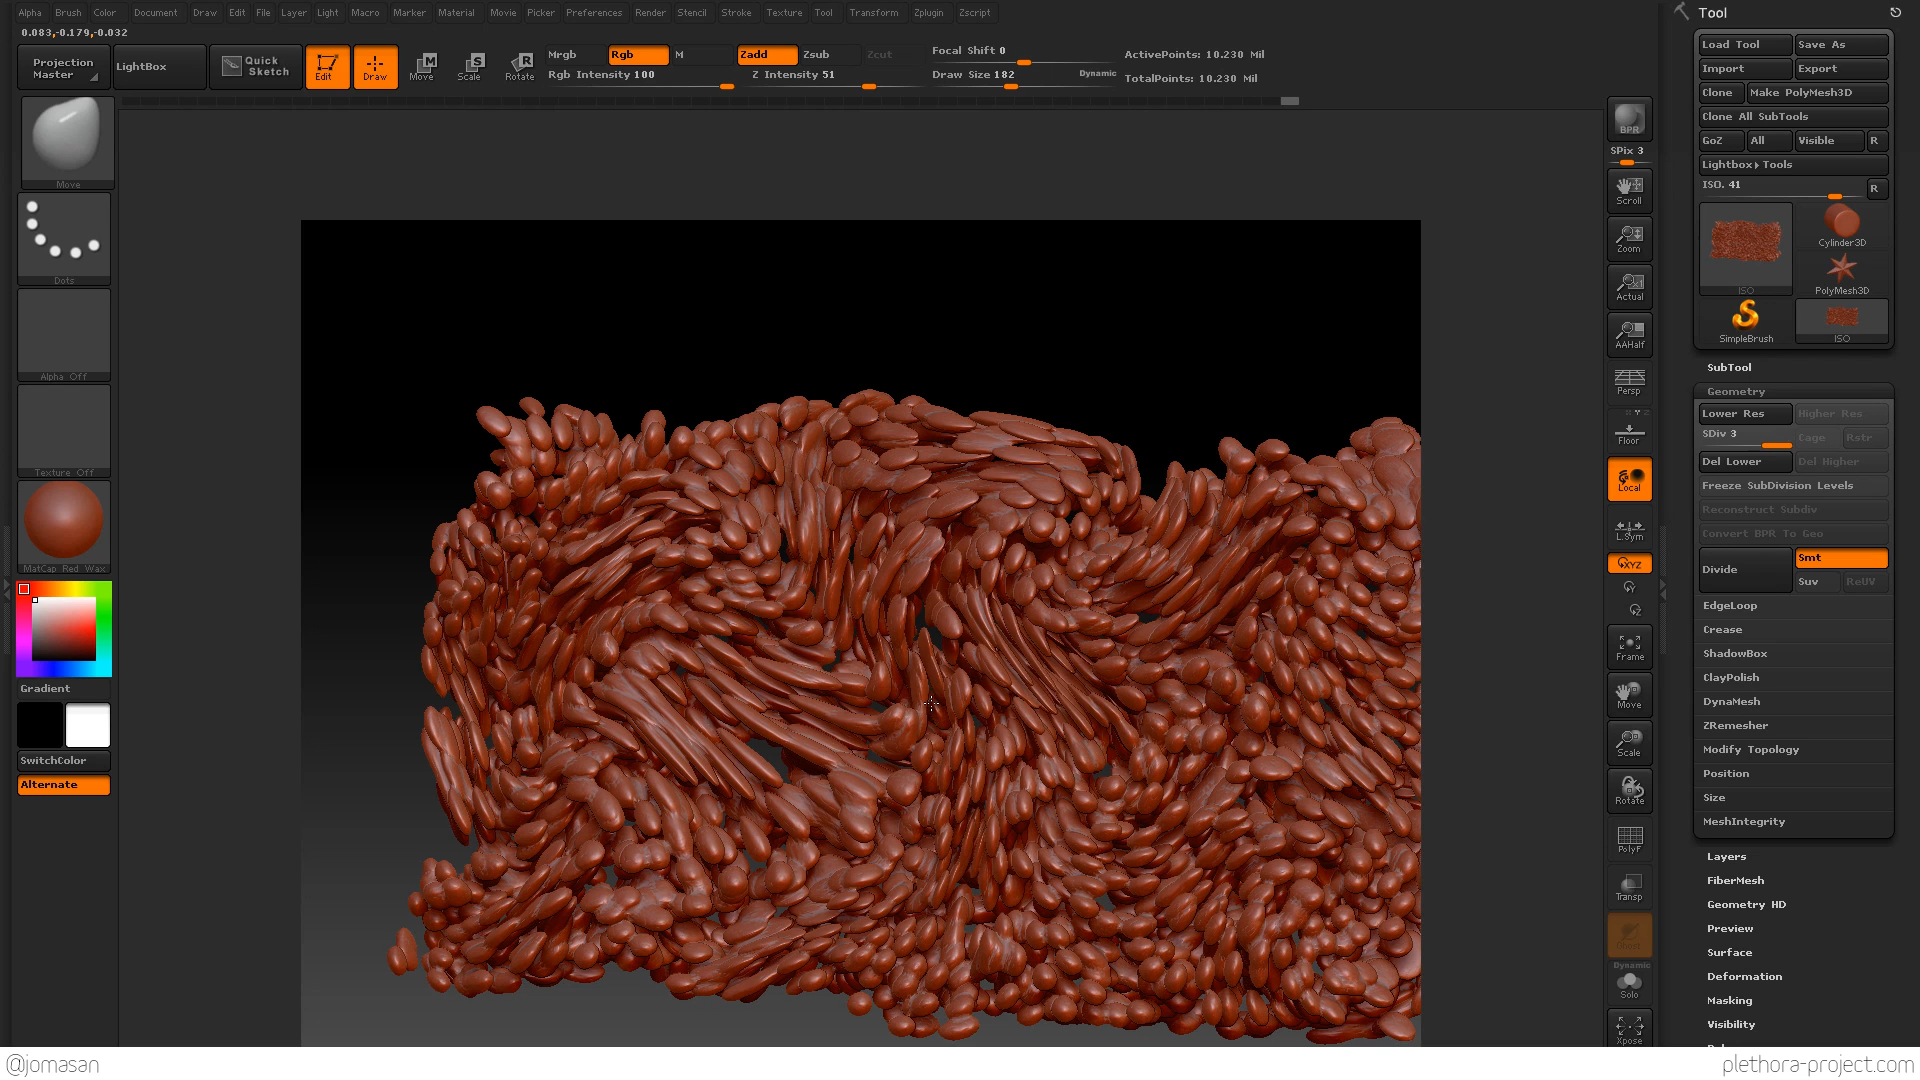 Alpha Brush Color Document Draw Edit File Layer Light Macro Marker Material Movie Picker Preferences Render Stencil Stroke Texture Tool Transform Zplugin Zscript
0.083,-0.179,-0.032
Projection Master
LightBox
Quick Sketch
Edit
Draw
Move
Scale
Rotate
Mrgb Rgb M
Rgb Intensity 100
Zadd Zsub Zcut
Z Intensity 51
Focal Shift 0
Draw Size 182
Dynamic
ActivePoints: 10.230 Mil
TotalPoints: 10.230 Mil
Move
Dots
Alpha Off
Texture Off
MatCap Red Wax
Gradient
SwitchColor
Alternate
BPR
SPix 3
Scroll
Zoom
Actual
AAHalf
Persp
Floor
Local
L.Sym
XYZ
Y
Z
Frame
Move
Scale
Rotate
PolyF
Transp
Ghost
Dynamic
Solo
Xpose
Tool
Load Tool Save As
Import Export
Clone Make PolyMesh3D
Clone All SubTools
GoZ All Visible R
Lightbox▸Tools
ISO. 41 R
ISO
Cylinder3D
PolyMesh3D
SimpleBrush
ISO
SubTool
Geometry
Lower Res Higher Res
SDiv 3 Cage Rstr
Del Lower Del Higher
Freeze SubDivision Levels
Reconstruct Subdiv
Convert BPR To Geo
Divide
Smt
Suv ReUV
EdgeLoop
Crease
ShadowBox
ClayPolish
DynaMesh
ZRemesher
Modify Topology
Position
Size
MeshIntegrity
Layers
FiberMesh
Geometry HD
Preview
Surface
Deformation
Masking
Visibility
@jomasan
plethora-project.com